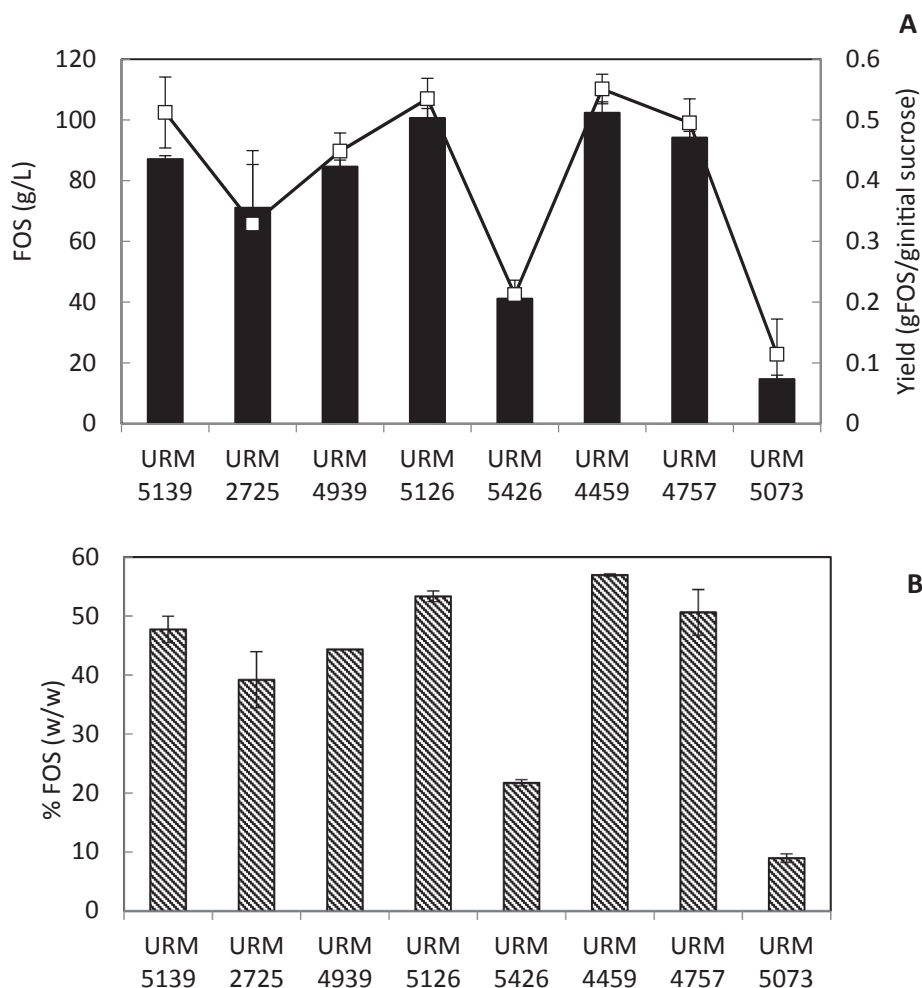 A
120
100
80
60
40
20
0
FOS (g/L)
0.6
0.5
0.4
0.3
0.2
0.1
0
Yield (gFOS/ginitial sucrose)
URM URM URM URM URM URM URM URM
5139 2725 4939 5126 5426 4459 4757 5073
B
60
50
40
30
20
10
0
% FOS (w/w)
URM URM URM URM URM URM URM URM
5139 2725 4939 5126 5426 4459 4757 5073